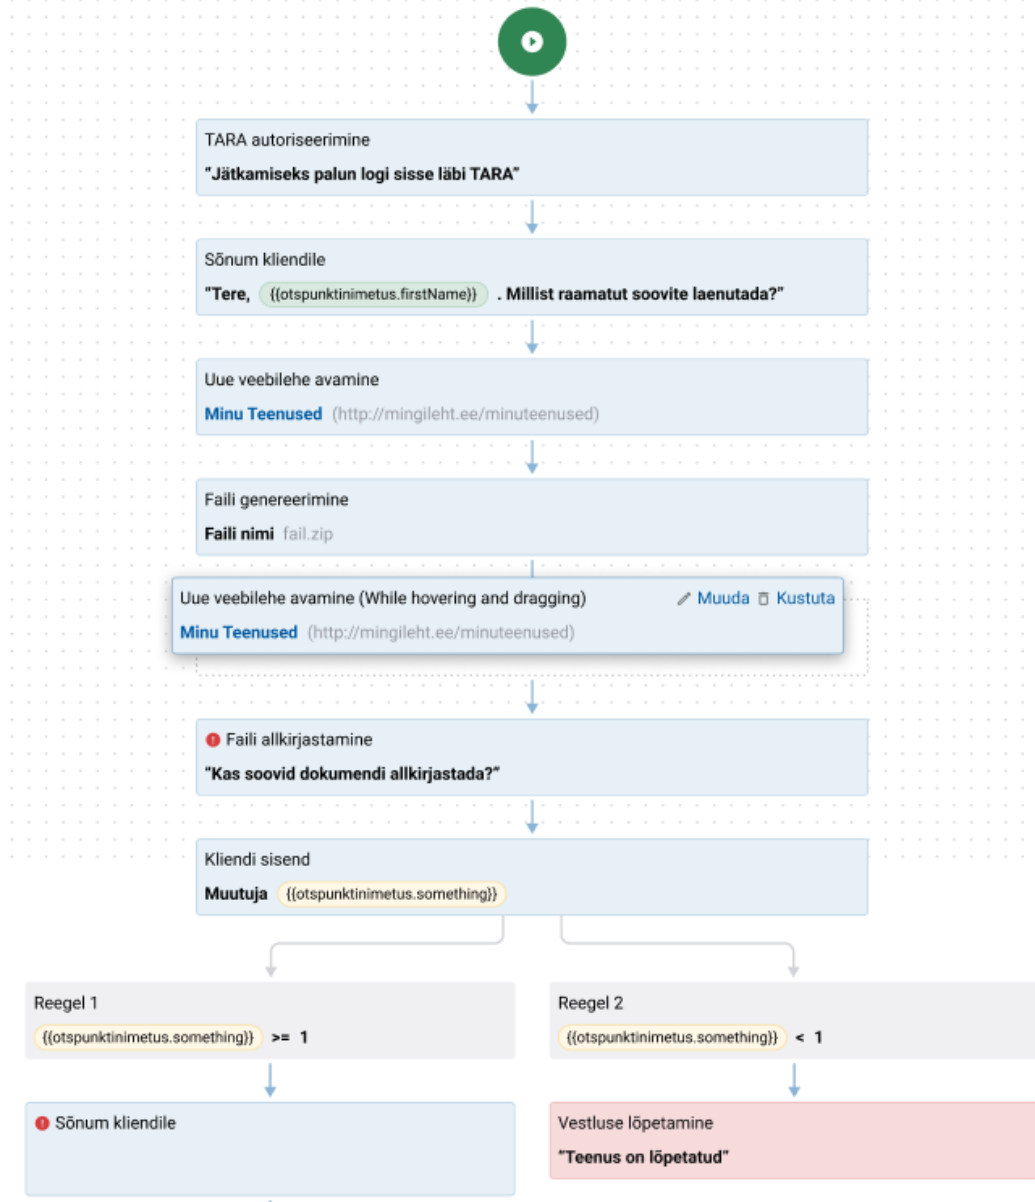 TARA autoriseerimine
“Jätkamiseks palun logi sisse läbi TARA”
Sõnum kliendile
“Tere, {{otspunktinimetus.firstName}} . Millist raamatut soovite laenutada?”
Uue veebilehe avamine
Minu Teenused (http://mingileht.ee/minuteenused)
Faili genereerimine
Faili nimi fail.zip
Uue veebilehe avamine (While hovering and dragging) Muuda Kustuta
Minu Teenused (http://mingileht.ee/minuteenused)
Faili allkirjastamine
“Kas soovid dokumendi allkirjastada?”
Kliendi sisend
Muutuja {{otspunktinimetus.something}}
Reegel 1
{{otspunktinimetus.something}} >= 1
Reegel 2
{{otspunktinimetus.something}} < 1
Sõnum kliendile
Vestluse lõpetamine
“Teenus on lõpetatud”